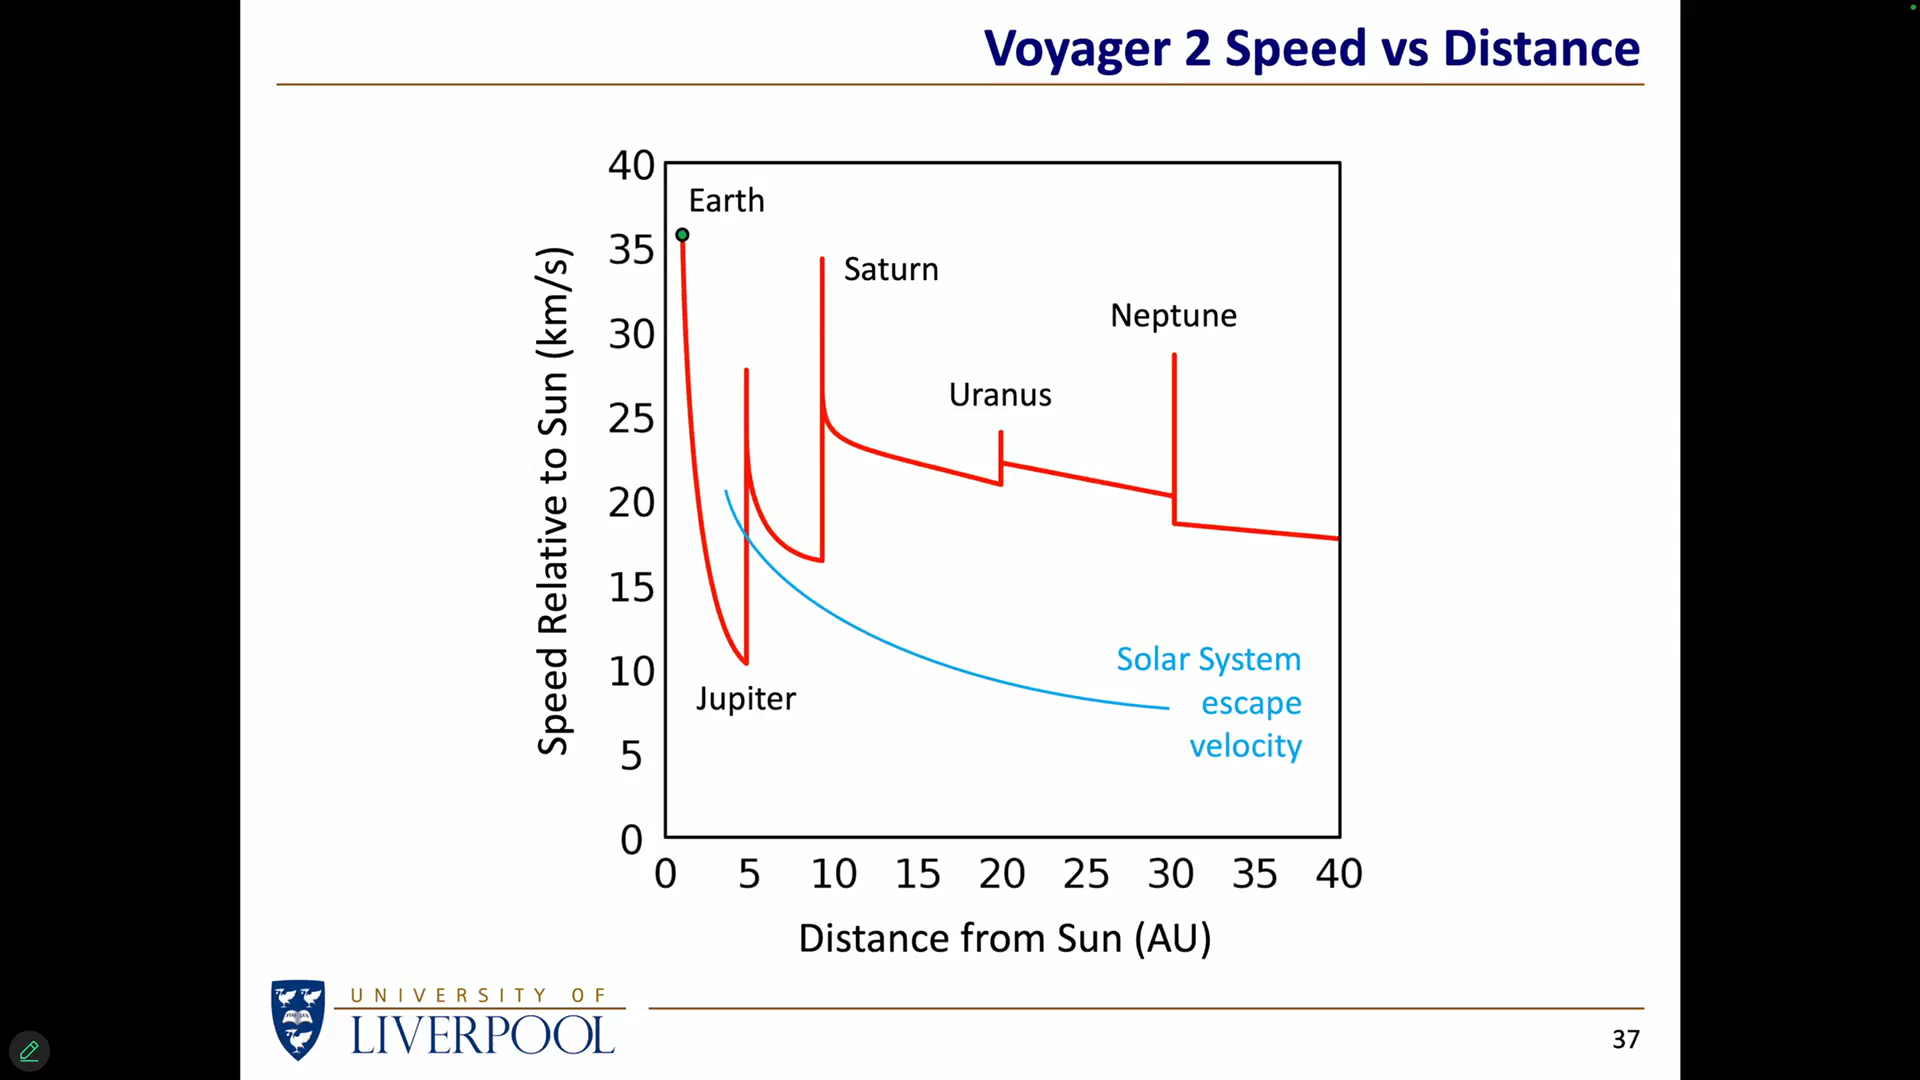 Voyager 2 Speed vs Distance
Speed Relative to Sun (km/s)
40
35
30
25
20
15
10
5
0
Earth
Saturn
Neptune
Uranus
Jupiter
Solar System
escape
velocity
0 5 10 15 20 25 30 35 40
Distance from Sun (AU)
UNIVERSITY OF
LIVERPOOL
37